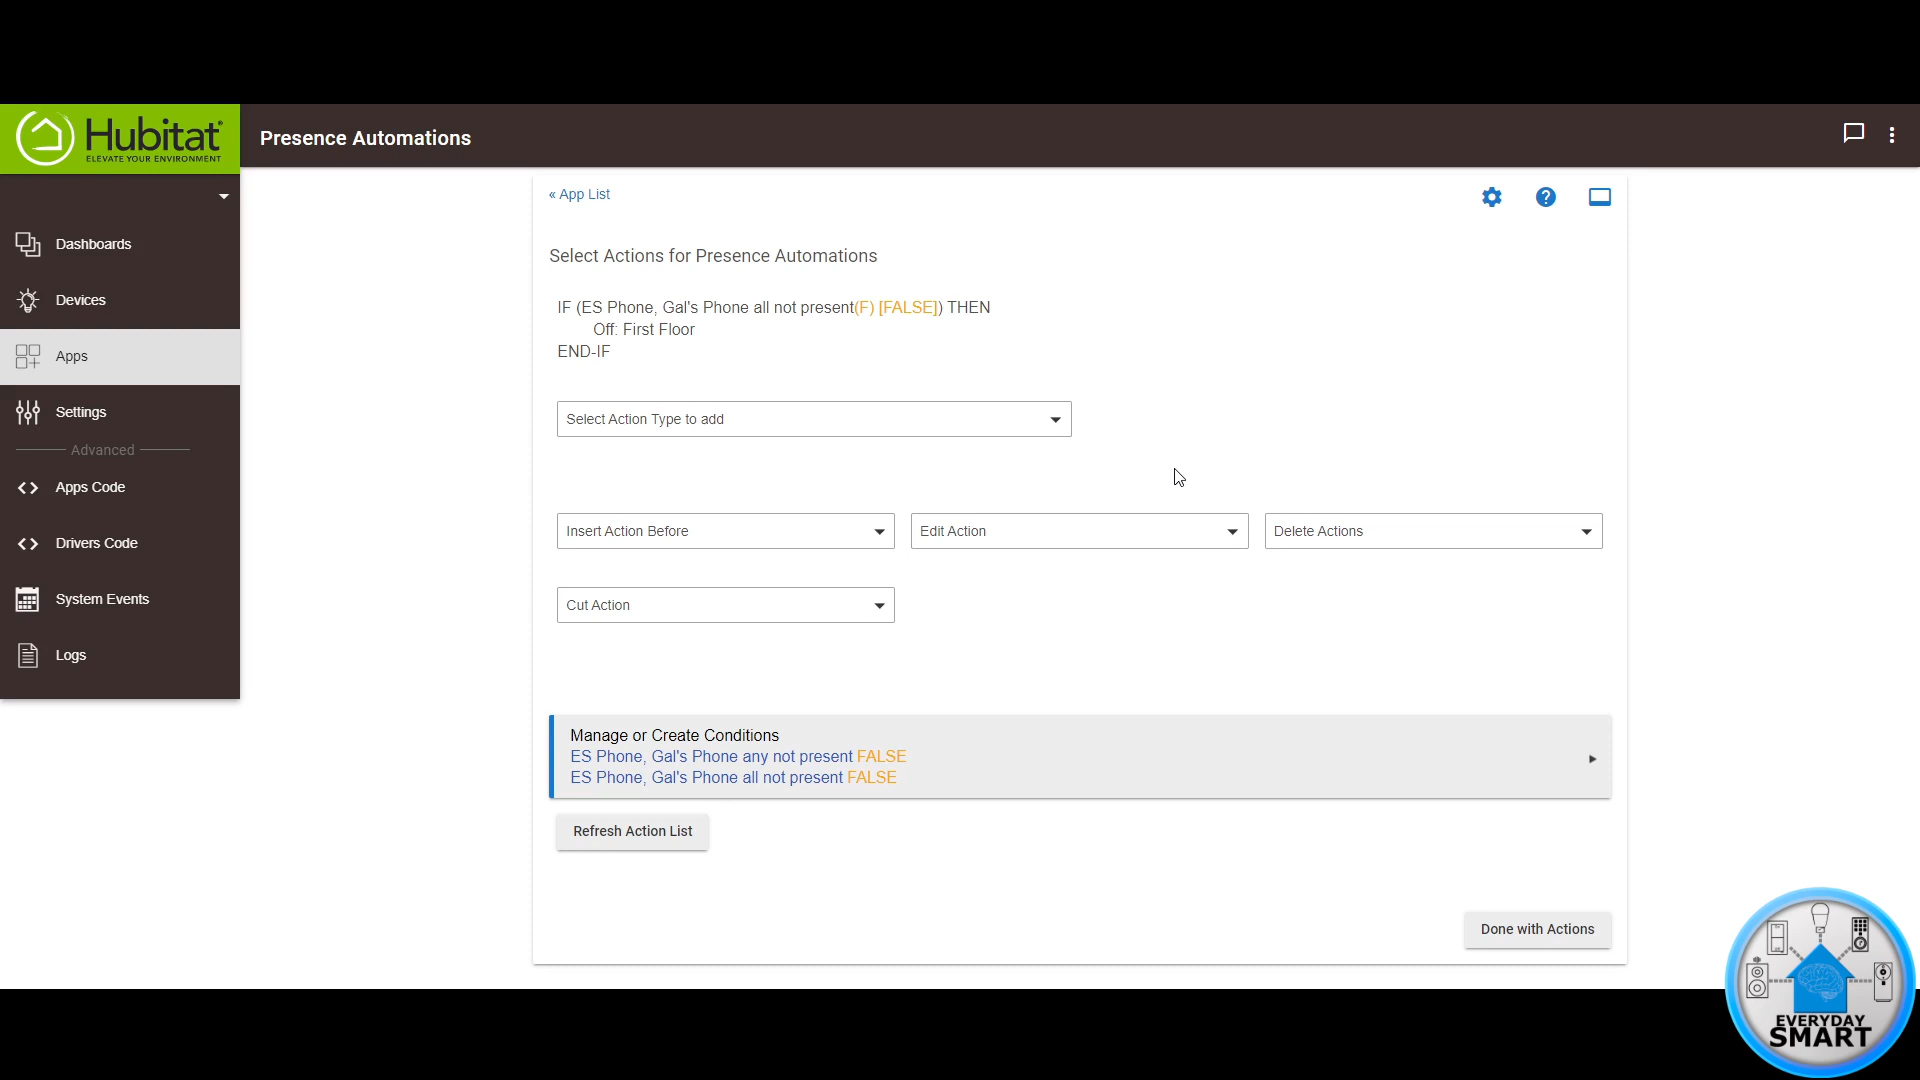 Hubitat®
ELEVATE YOUR ENVIRONMENT
Presence Automations
Dashboards
Devices
Apps
Settings
Advanced
Apps Code
Drivers Code
System Events
Logs
« App List
Select Actions for Presence Automations
IF (ES Phone, Gal's Phone all not present(F) [FALSE]) THEN
Off: First Floor
END-IF
Select Action Type to add
Insert Action Before
Edit Action
Delete Actions
Cut Action
Manage or Create Conditions
ES Phone, Gal's Phone any not present FALSE
ES Phone, Gal's Phone all not present FALSE
Refresh Action List
Done with Actions
EVERYDAY
SMART